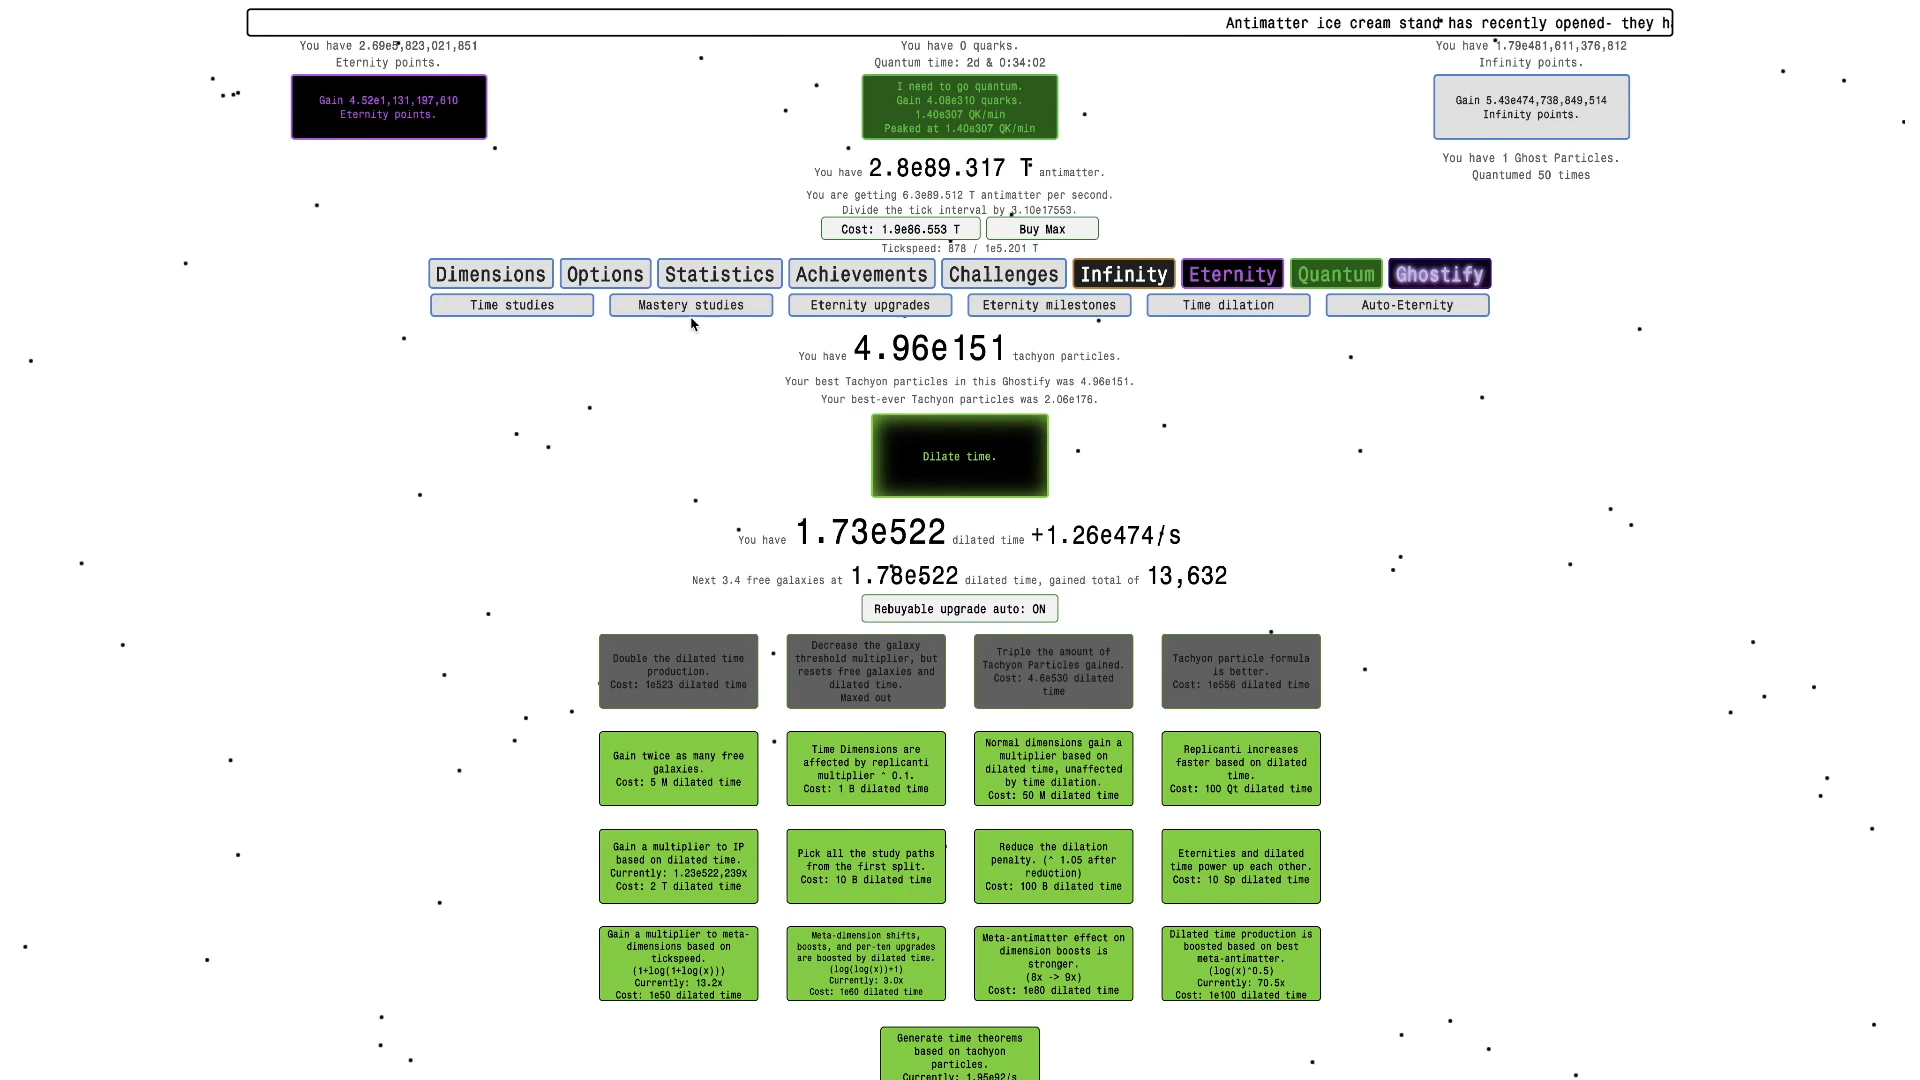 Antimatter ice cream stand has recently opened- they h
You have 2.69e5,823,021,851
Eternity points.
Gain 4.52e1,131,197,610
Eternity points.
You have 0 quarks.
Quantum time: 2d & 0:34:02
I need to go quantum.
Gain 4.08e310 quarks.
1.40e307 QK/min
Peaked at 1.40e307 QK/min
You have 1.79e481,611,376,812
Infinity points.
Gain 5.43e474,738,849,514
Infinity points.
You have 1 Ghost Particles.
Quantumed 50 times
You have 2.8e89.317 T antimatter.
You are getting 6.3e89.512 T antimatter per second.
Divide the tick interval by 3.10e17553.
Cost: 1.9e86.553 T
Buy Max
Tickspeed: 878 / 1e5.201 T
Dimensions
Options
Statistics
Achievements
Challenges
Infinity
Eternity
Quantum
Ghostify
Time studies
Mastery studies
Eternity upgrades
Eternity milestones
Time dilation
Auto-Eternity
You have 4.96e151 tachyon particles.
Your best Tachyon particles in this Ghostify was 4.96e151.
Your best-ever Tachyon particles was 2.06e176.
Dilate time.
You have 1.73e522 dilated time +1.26e474/s
Next 3.4 free galaxies at 1.78e522 dilated time, gained total of 13,632
Rebuyable upgrade auto: ON
Double the dilated time
production.
Cost: 1e523 dilated time
Decrease the galaxy
threshold multiplier, but
resets free galaxies and
dilated time.
Maxed out
Triple the amount of
Tachyon Particles gained.
Cost: 4.6e530 dilated
time
Tachyon particle formula
is better.
Cost: 1e556 dilated time
Gain twice as many free
galaxies.
Cost: 5 M dilated time
Time Dimensions are
affected by replicanti
multiplier ^ 0.1.
Cost: 1 B dilated time
Normal dimensions gain a
multiplier based on
dilated time, unaffected
by time dilation.
Cost: 50 M dilated time
Replicanti increases
faster based on dilated
time.
Cost: 100 Qt dilated time
Gain a multiplier to IP
based on dilated time.
Currently: 1.23e522,239x
Cost: 2 T dilated time
Pick all the study paths
from the first split.
Cost: 10 B dilated time
Reduce the dilation
penalty. (^ 1.05 after
reduction)
Cost: 100 B dilated time
Eternities and dilated
time power up each other.
Cost: 10 Sp dilated time
Gain a multiplier to meta-
dimensions based on
tickspeed.
(1+log(1+log(x)))
Currently: 13.2x
Cost: 1e50 dilated time
Meta-dimension shifts,
boosts, and per-ten upgrades
are boosted by dilated time.
(log(log(x))+1)
Currently: 3.0x
Cost: 1e60 dilated time
Meta-antimatter effect on
dimension boosts is
stronger.
(8x -> 9x)
Cost: 1e80 dilated time
Dilated time production is
boosted based on best
meta-antimatter.
(log(x)^0.5)
Currently: 70.5x
Cost: 1e100 dilated time
Generate time theorems
based on tachyon
particles.
Currently: 1.95e92/s